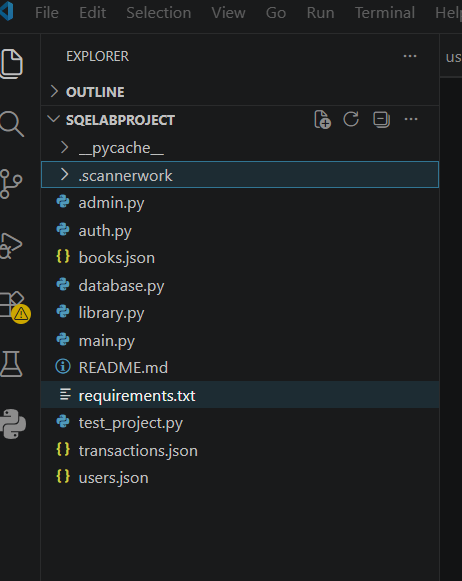 File Edit Selection View Go Run Terminal Help
EXPLORER
us
OUTLINE
SQELABPROJECT
__pycache__
.scannerwork
admin.py
auth.py
{} books.json
database.py
library.py
main.py
README.md
requirements.txt
test_project.py
{} transactions.json
{} users.json